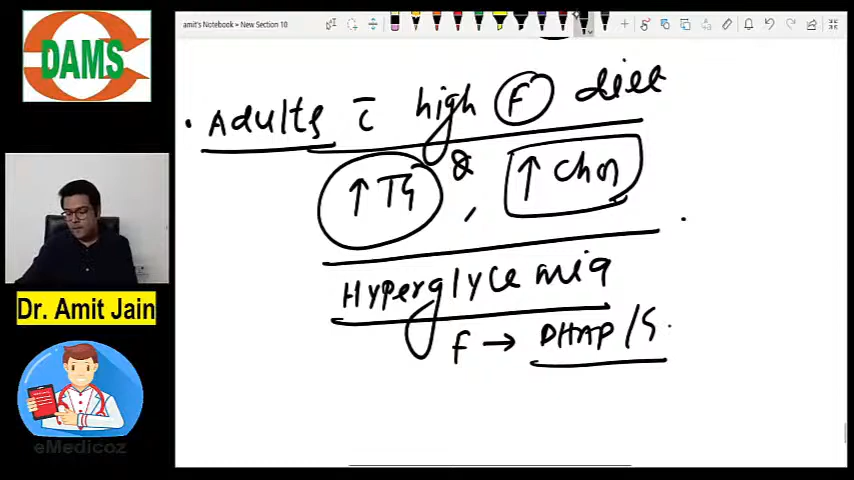 amit's Notebook > New Section 10
DAMS
• Adults c̄ high F diet
↑ TG & , ↑ Chol
Hyperglycemia
F → DHAP/G
Dr. Amit Jain
eMedicoz